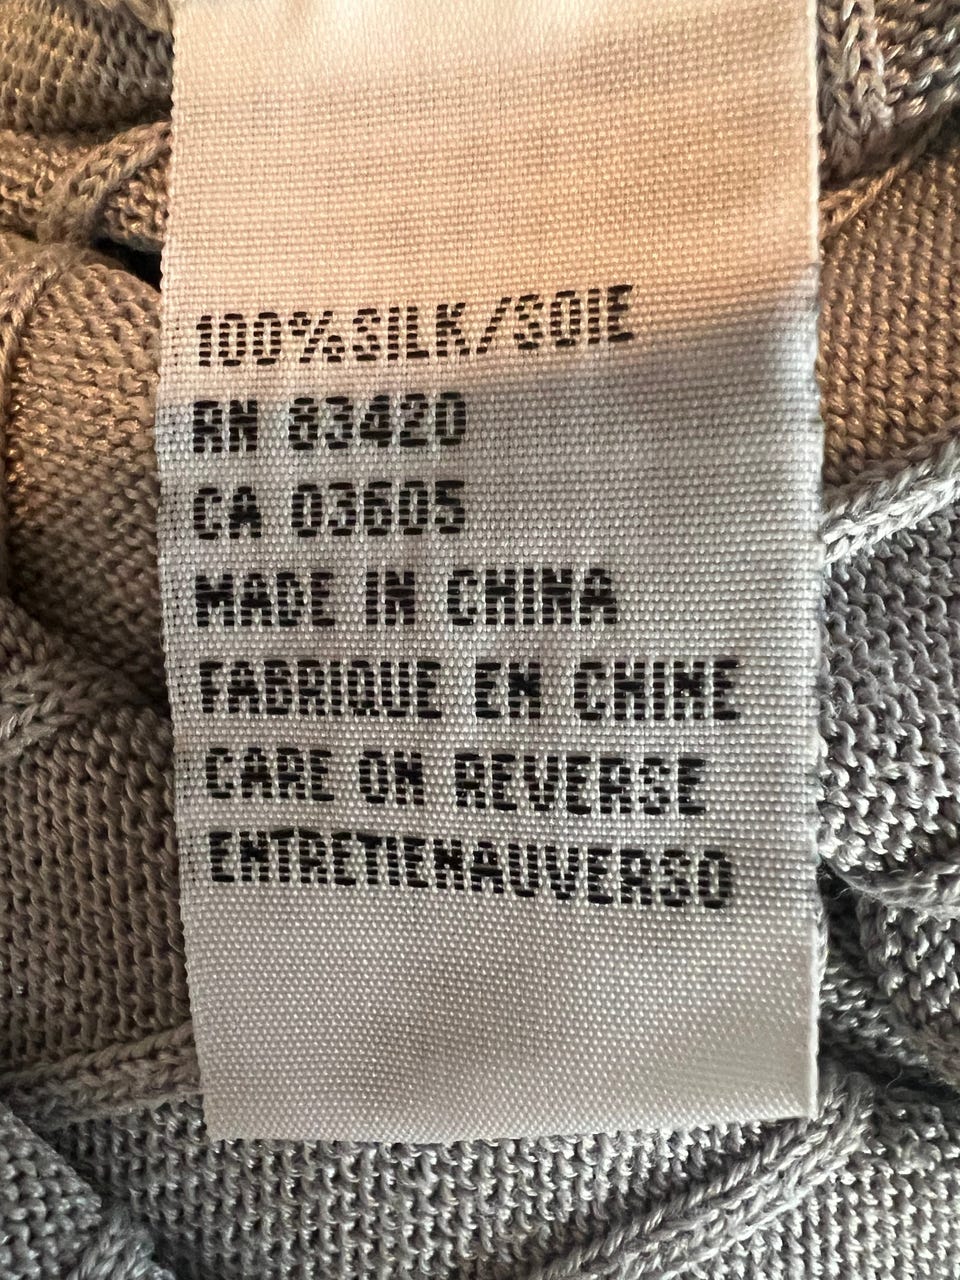 100%SILK/SOIE
RN 83420
CA 03605
MADE IN CHINA
FABRIQUE EN CHINE
CARE ON REVERSE
ENTRETIENAUVERSO